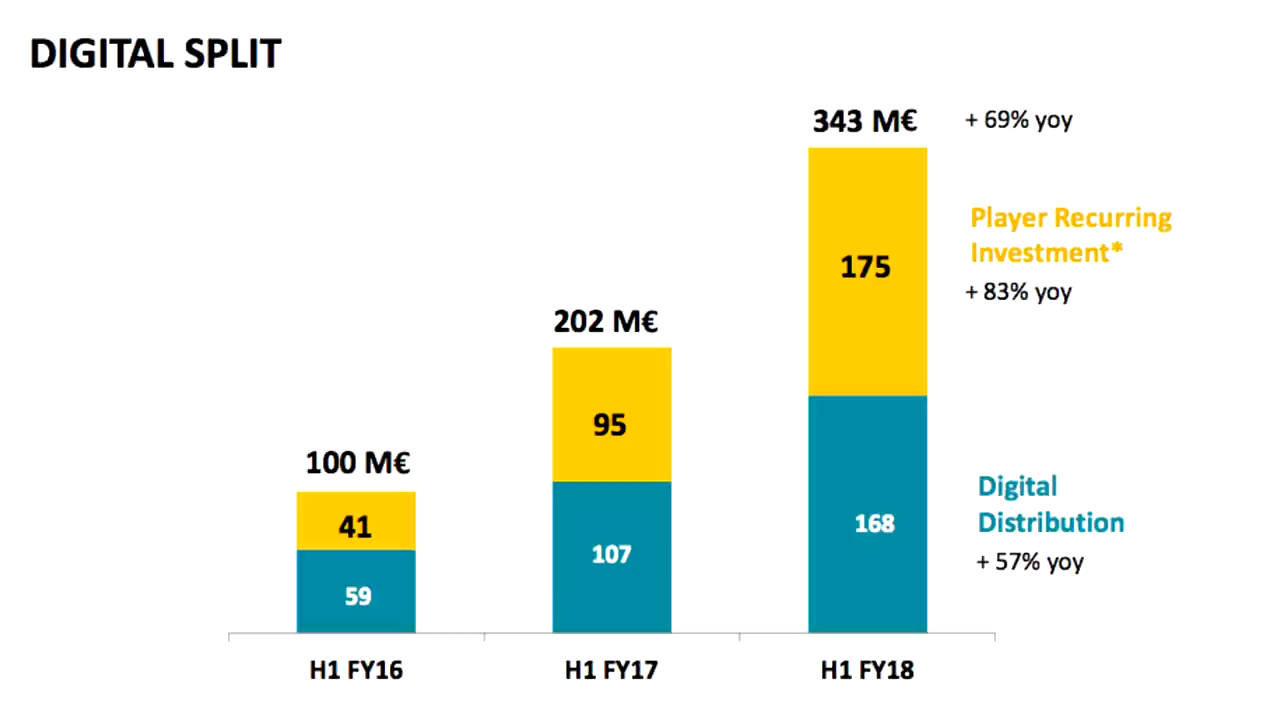 DIGITAL SPLIT
343 M€
+ 69% yoy
Player Recurring
Investment*
+ 83% yoy
175
202 M€
95
100 M€
41
Digital
Distribution
+ 57% yoy
168
107
59
H1 FY16
H1 FY17
H1 FY18